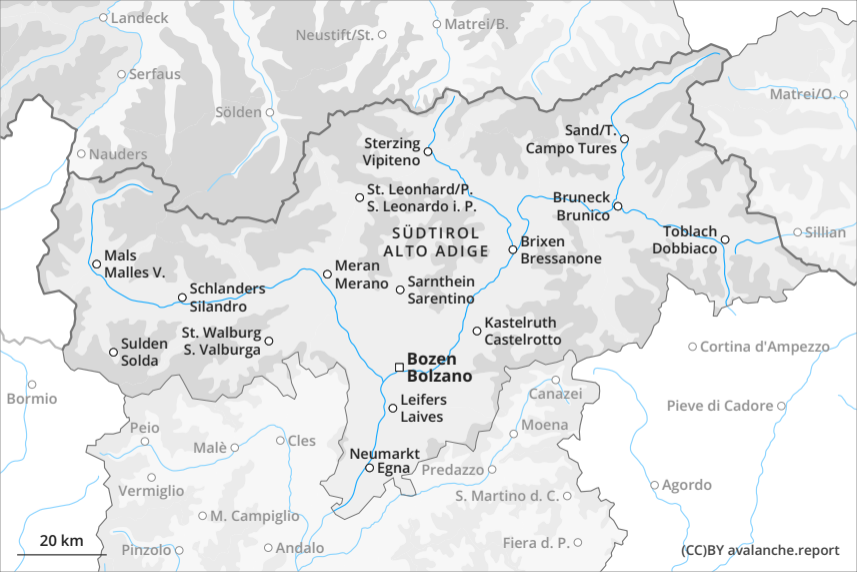 Landeck
Matrei/B.
Neustift/St.
Serfaus
Matrei/O.
Sölden
Sand/T.
Campo Tures
Sterzing
Vipiteno
Nauders
St. Leonhard/P.
S. Leonardo i. P.
Bruneck
Brunico
SÜDTIROL
ALTO ADIGE
Toblach
Dobbiaco
Sillian
Brixen
Bressanone
Mals
Malles V.
Meran
Merano
Sarnthein
Sarentino
Schlanders
Silandro
Kastelruth
Castelrotto
St. Walburg
S. Valburga
Sulden
Solda
Cortina d'Ampezzo
Bozen
Bolzano
Bormio
Canazei
Leifers
Laives
Pieve di Cadore
Peio
Moena
Cles
Malè
Neumarkt
Egna
Predazzo
Vermiglio
Agordo
S. Martino d. C.
M. Campiglio
20 km
Pinzolo
Andalo
Fiera d. P.
(CC)BY avalanche.report